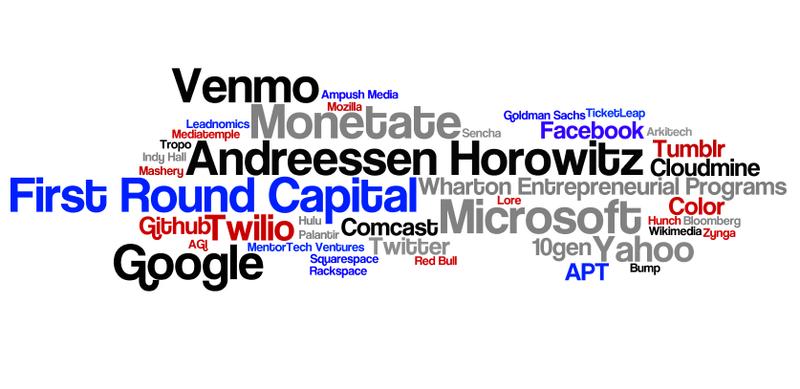 Venmo
Ampush Media
Mozilla
Monetate
Leadnomics
Mediatemple
Sencha
Goldman Sachs
TicketLeap
Facebook
Arkitech
Tropo
Indy Hall
Mashery
Andreessen Horowitz
Tumblr
Cloudmine
First Round Capital
Wharton Entrepreneurial Programs
Lore
Color
Github
Twilio
Hulu
Palantir
Comcast
Microsoft
Hunch
Bloomberg
Wikimedia
Zynga
AGI
MentorTech Ventures
Twitter
10gen
Yahoo
Google
Squarespace
Rackspace
Red Bull
APT
Bump